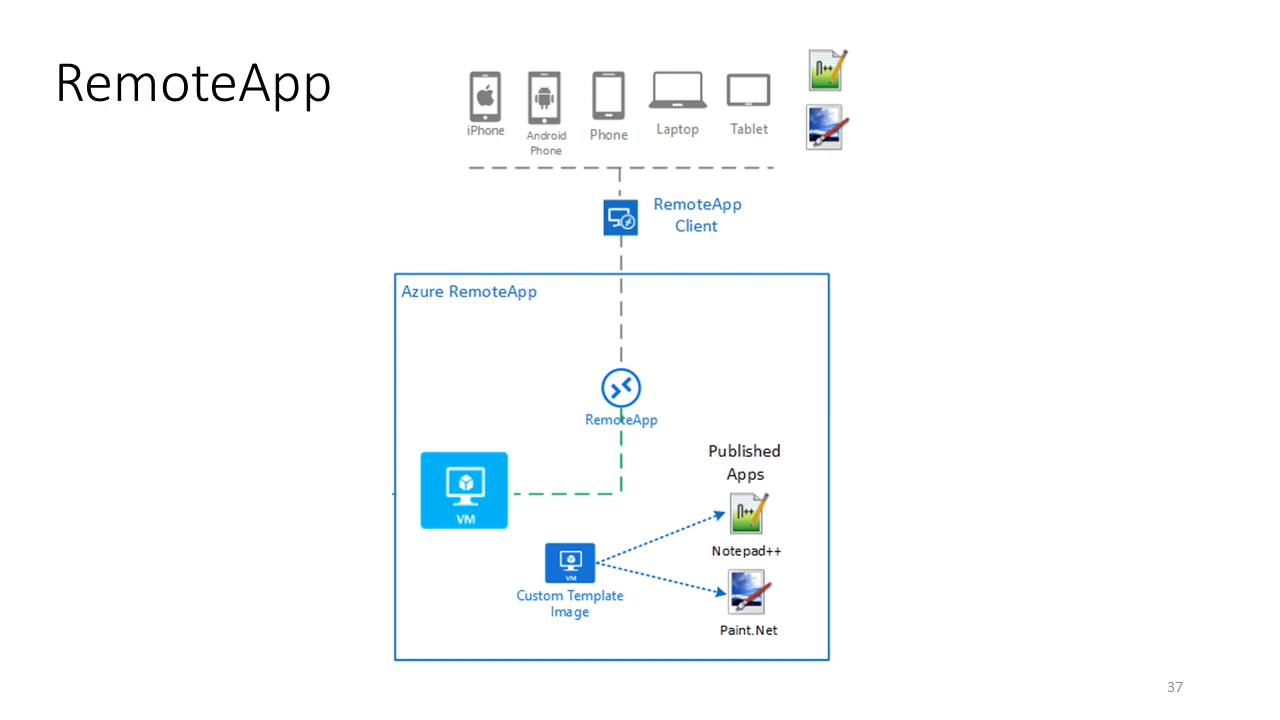 RemoteApp
iPhone
Android
Phone
Phone
Laptop
Tablet
n++
RemoteApp
Client
Azure RemoteApp
RemoteApp
Published
Apps
VM
n++
Notepad++
VM
Custom Template
Image
Paint.Net
37